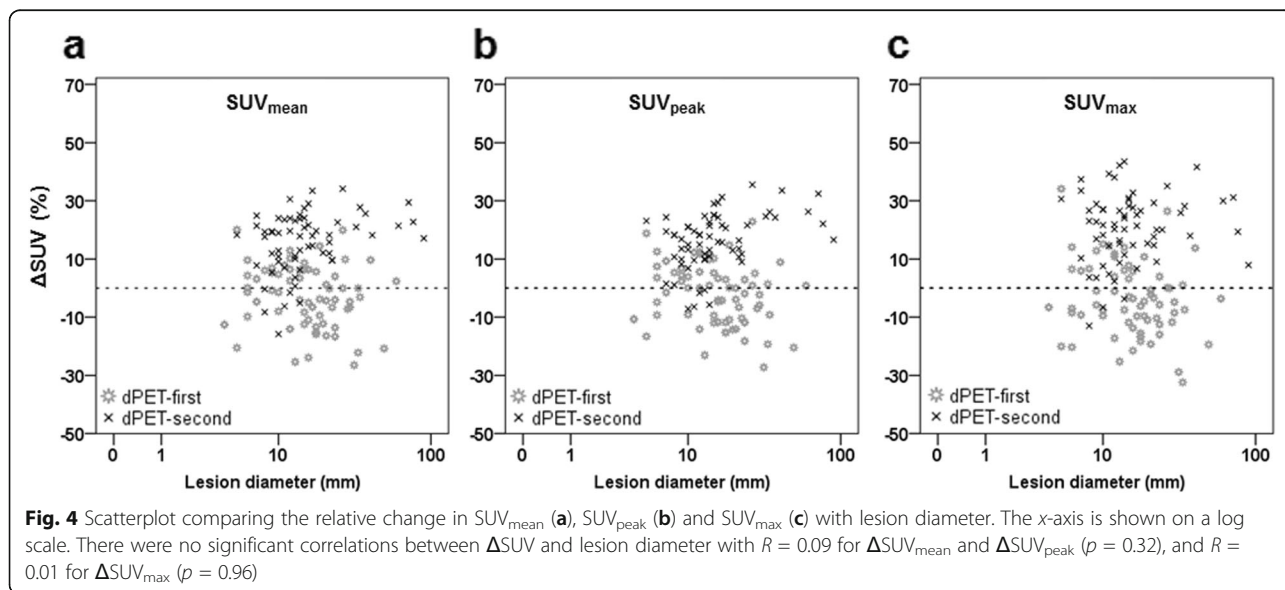 a
b
c
70
50
30
10
-10
-30
-50
ΔSUV (%)
SUVmean
dPET-first
dPET-second
0 1 10 100
Lesion diameter (mm)
70
50
30
10
-10
-30
-50
SUVpeak
dPET-first
dPET-second
0 1 10 100
Lesion diameter (mm)
70
50
30
10
-10
-30
-50
SUVmax
dPET-first
dPET-second
0 1 10 100
Lesion diameter (mm)
Fig. 4 Scatterplot comparing the relative change in SUVmean (a), SUVpeak (b) and SUVmax (c) with lesion diameter. The x-axis is shown on a log
scale. There were no significant correlations between ΔSUV and lesion diameter with R = 0.09 for ΔSUVmean and ΔSUVpeak (p = 0.32), and R =
0.01 for ΔSUVmax (p = 0.96)